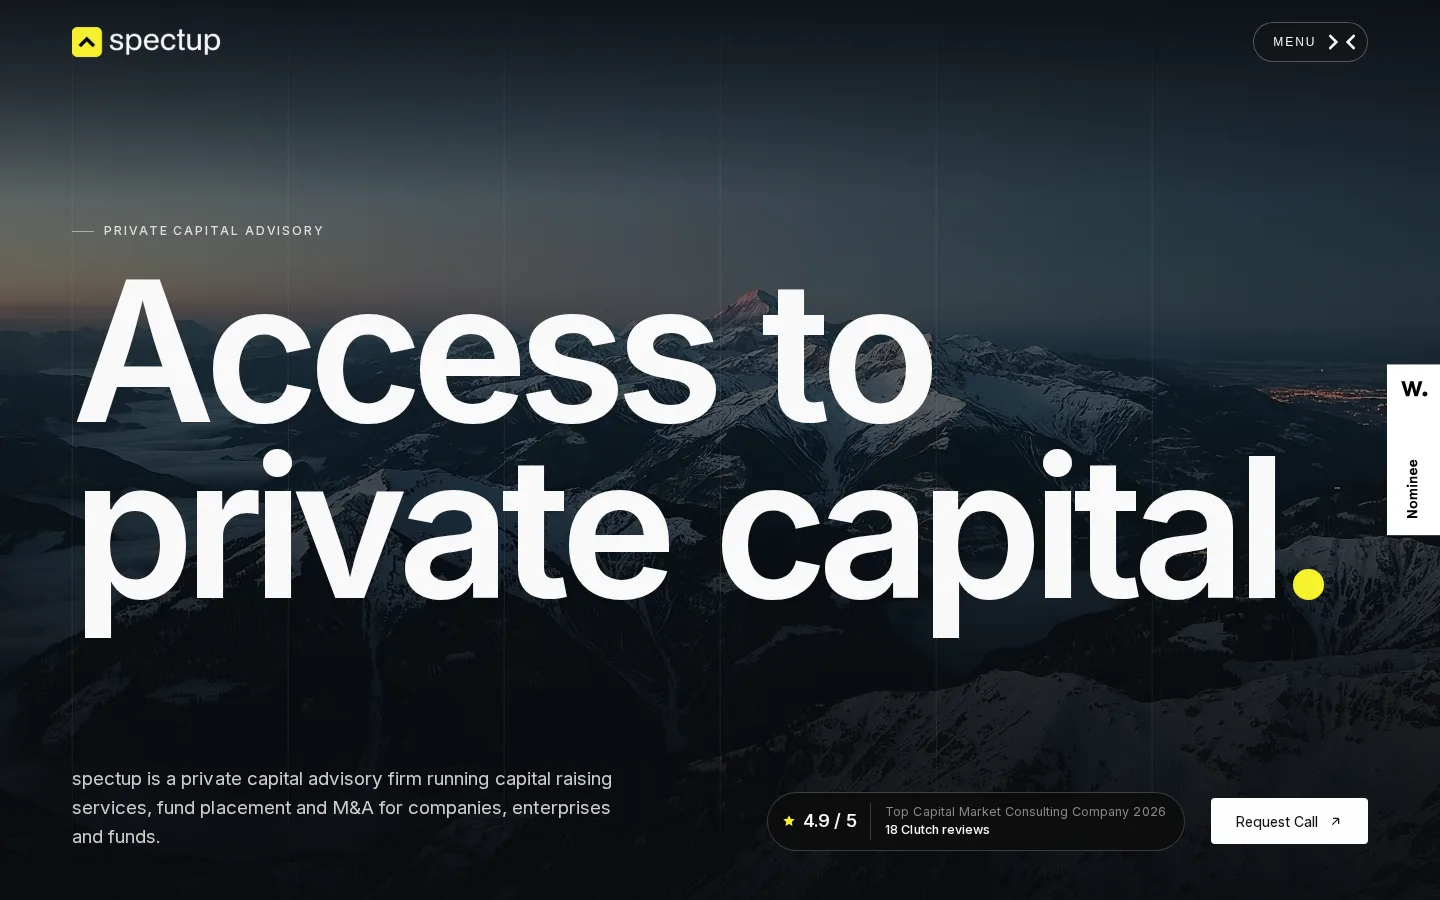 spectup
MENU
PRIVATE CAPITAL ADVISORY
Access to
private capital.
W.
Nominee
spectup is a private capital advisory firm running capital raising
services, fund placement and M&A for companies, enterprises
and funds.
4.9 / 5
Top Capital Market Consulting Company 2026
18 Clutch reviews
Request Call